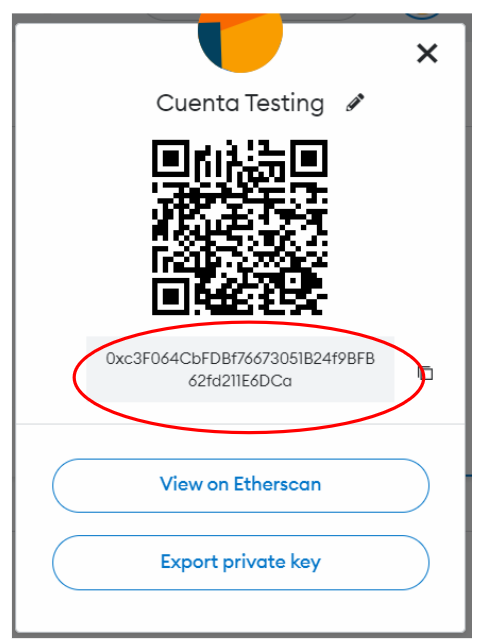 Cuenta Testing
0xc3F064CbFDBf76673051B24f9BFB
62fd211E6DCa
View on Etherscan
Export private key